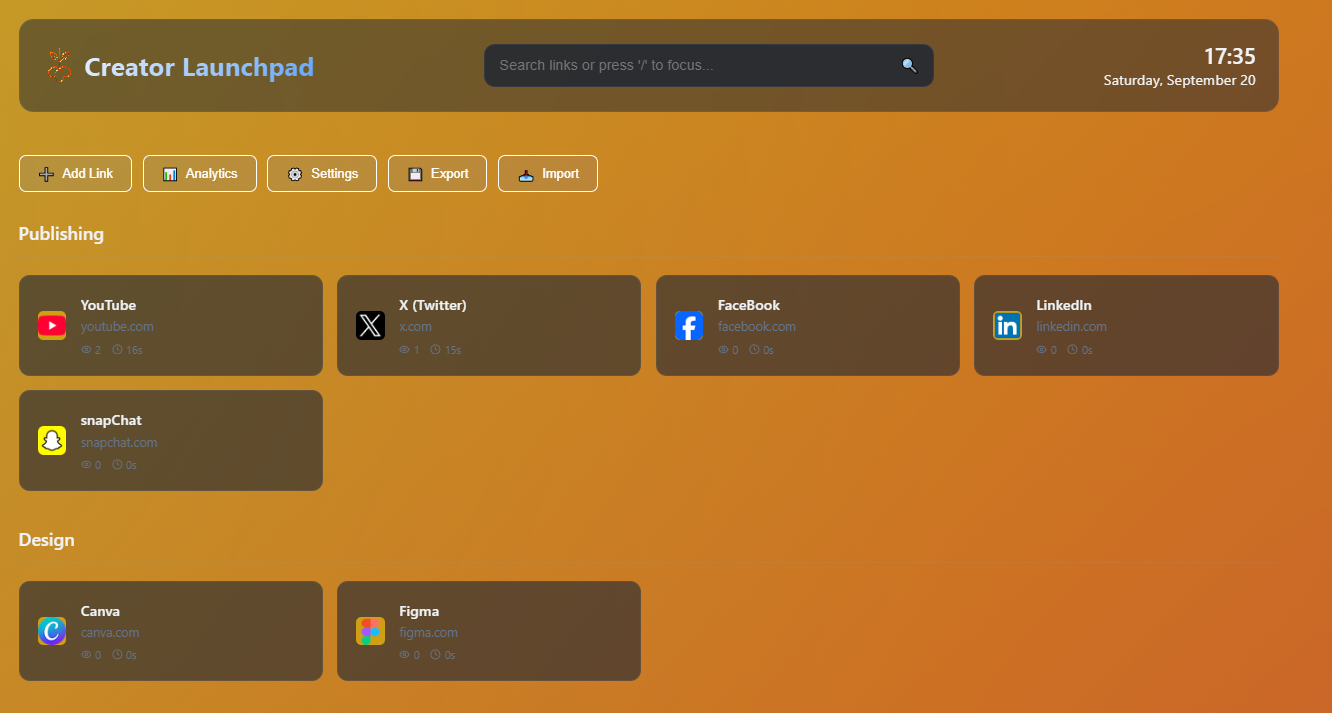 Creator Launchpad
Search links or press '/' to focus...
17:35
Saturday, September 20
Add Link
Analytics
Settings
Export
Import
Publishing
YouTube
youtube.com
2 16s
X (Twitter)
x.com
1 15s
FaceBook
facebook.com
0 0s
LinkedIn
linkedin.com
0 0s
snapChat
snapchat.com
0 0s
Design
Canva
canva.com
0 0s
Figma
figma.com
0 0s